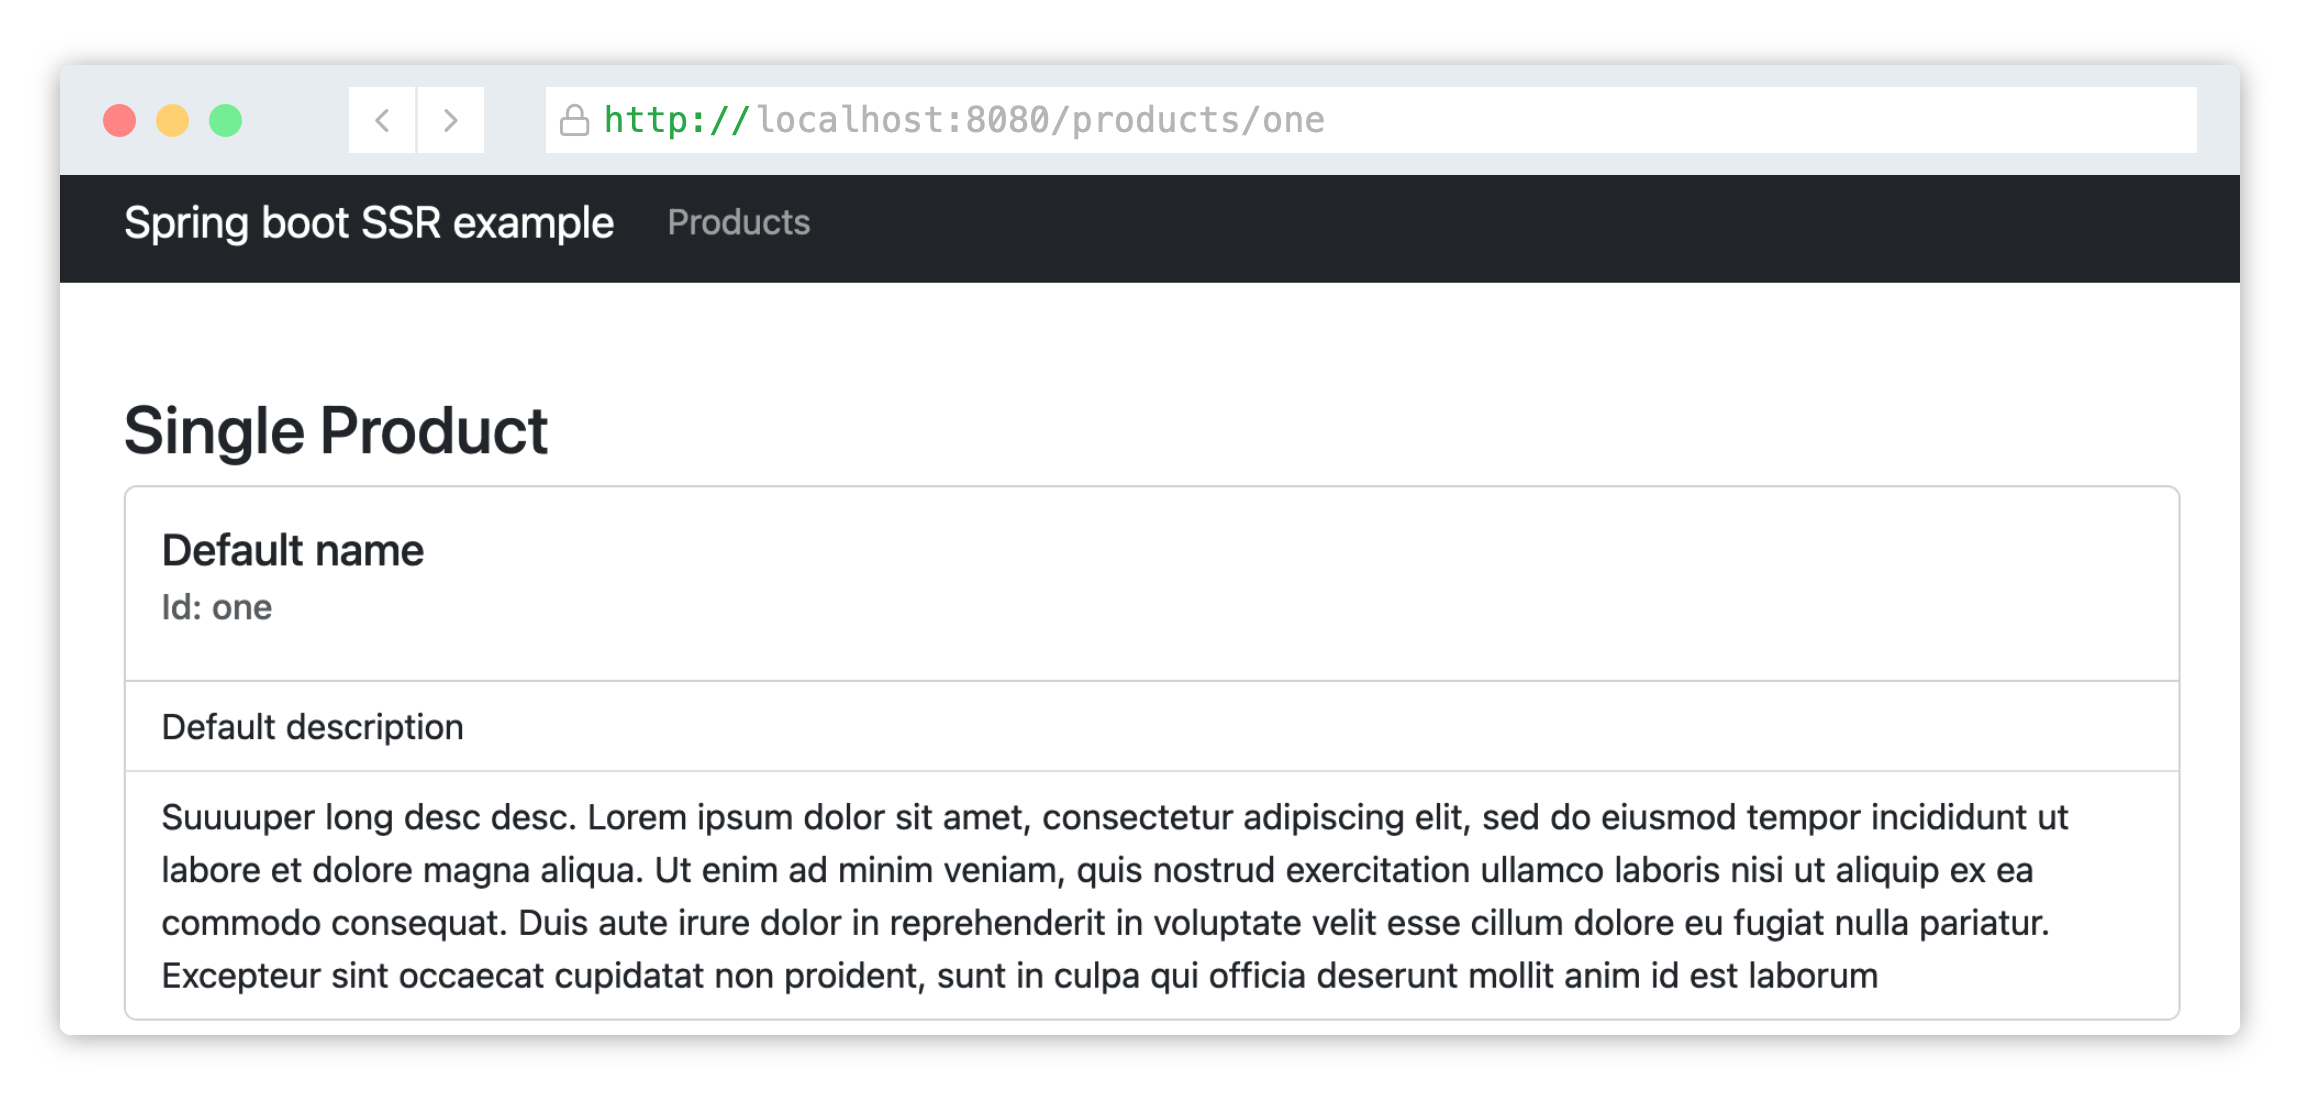 http://localhost:8080/products/one
Spring boot SSR example Products
Single Product
Default name
Id: one
Default description
Suuuuper long desc desc. Lorem ipsum dolor sit amet, consectetur adipiscing elit, sed do eiusmod tempor incididunt ut
labore et dolore magna aliqua. Ut enim ad minim veniam, quis nostrud exercitation ullamco laboris nisi ut aliquip ex ea
commodo consequat. Duis aute irure dolor in reprehenderit in voluptate velit esse cillum dolore eu fugiat nulla pariatur.
Excepteur sint occaecat cupidatat non proident, sunt in culpa qui officia deserunt mollit anim id est laborum